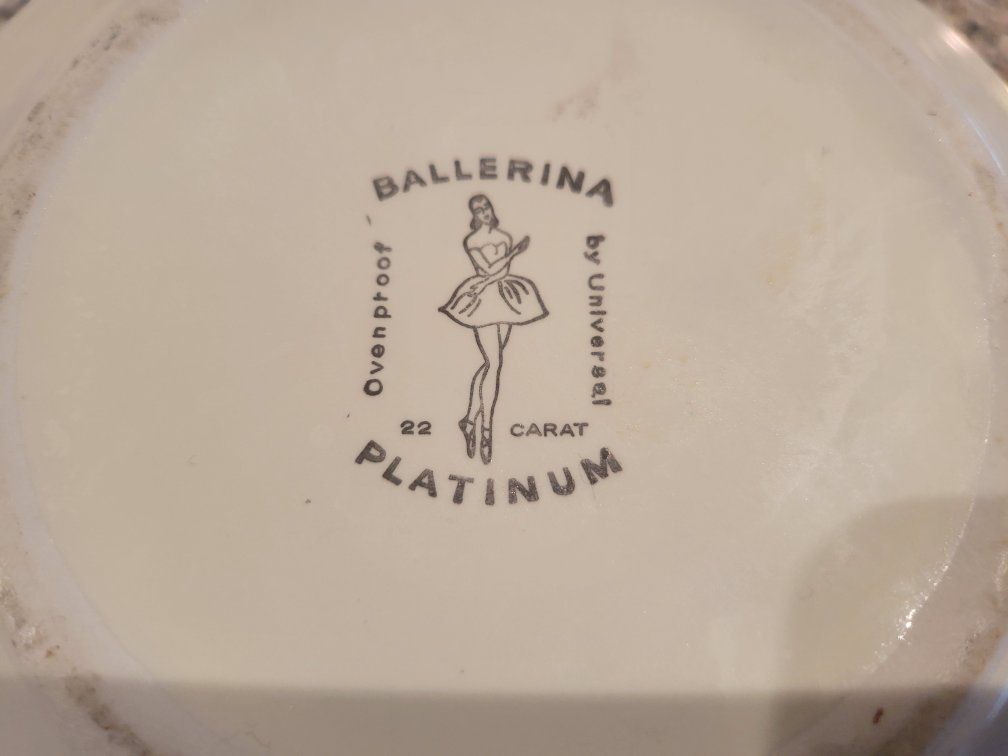 BALLERINA
Ovenproof
by Universal
22 CARAT
PLATINUM